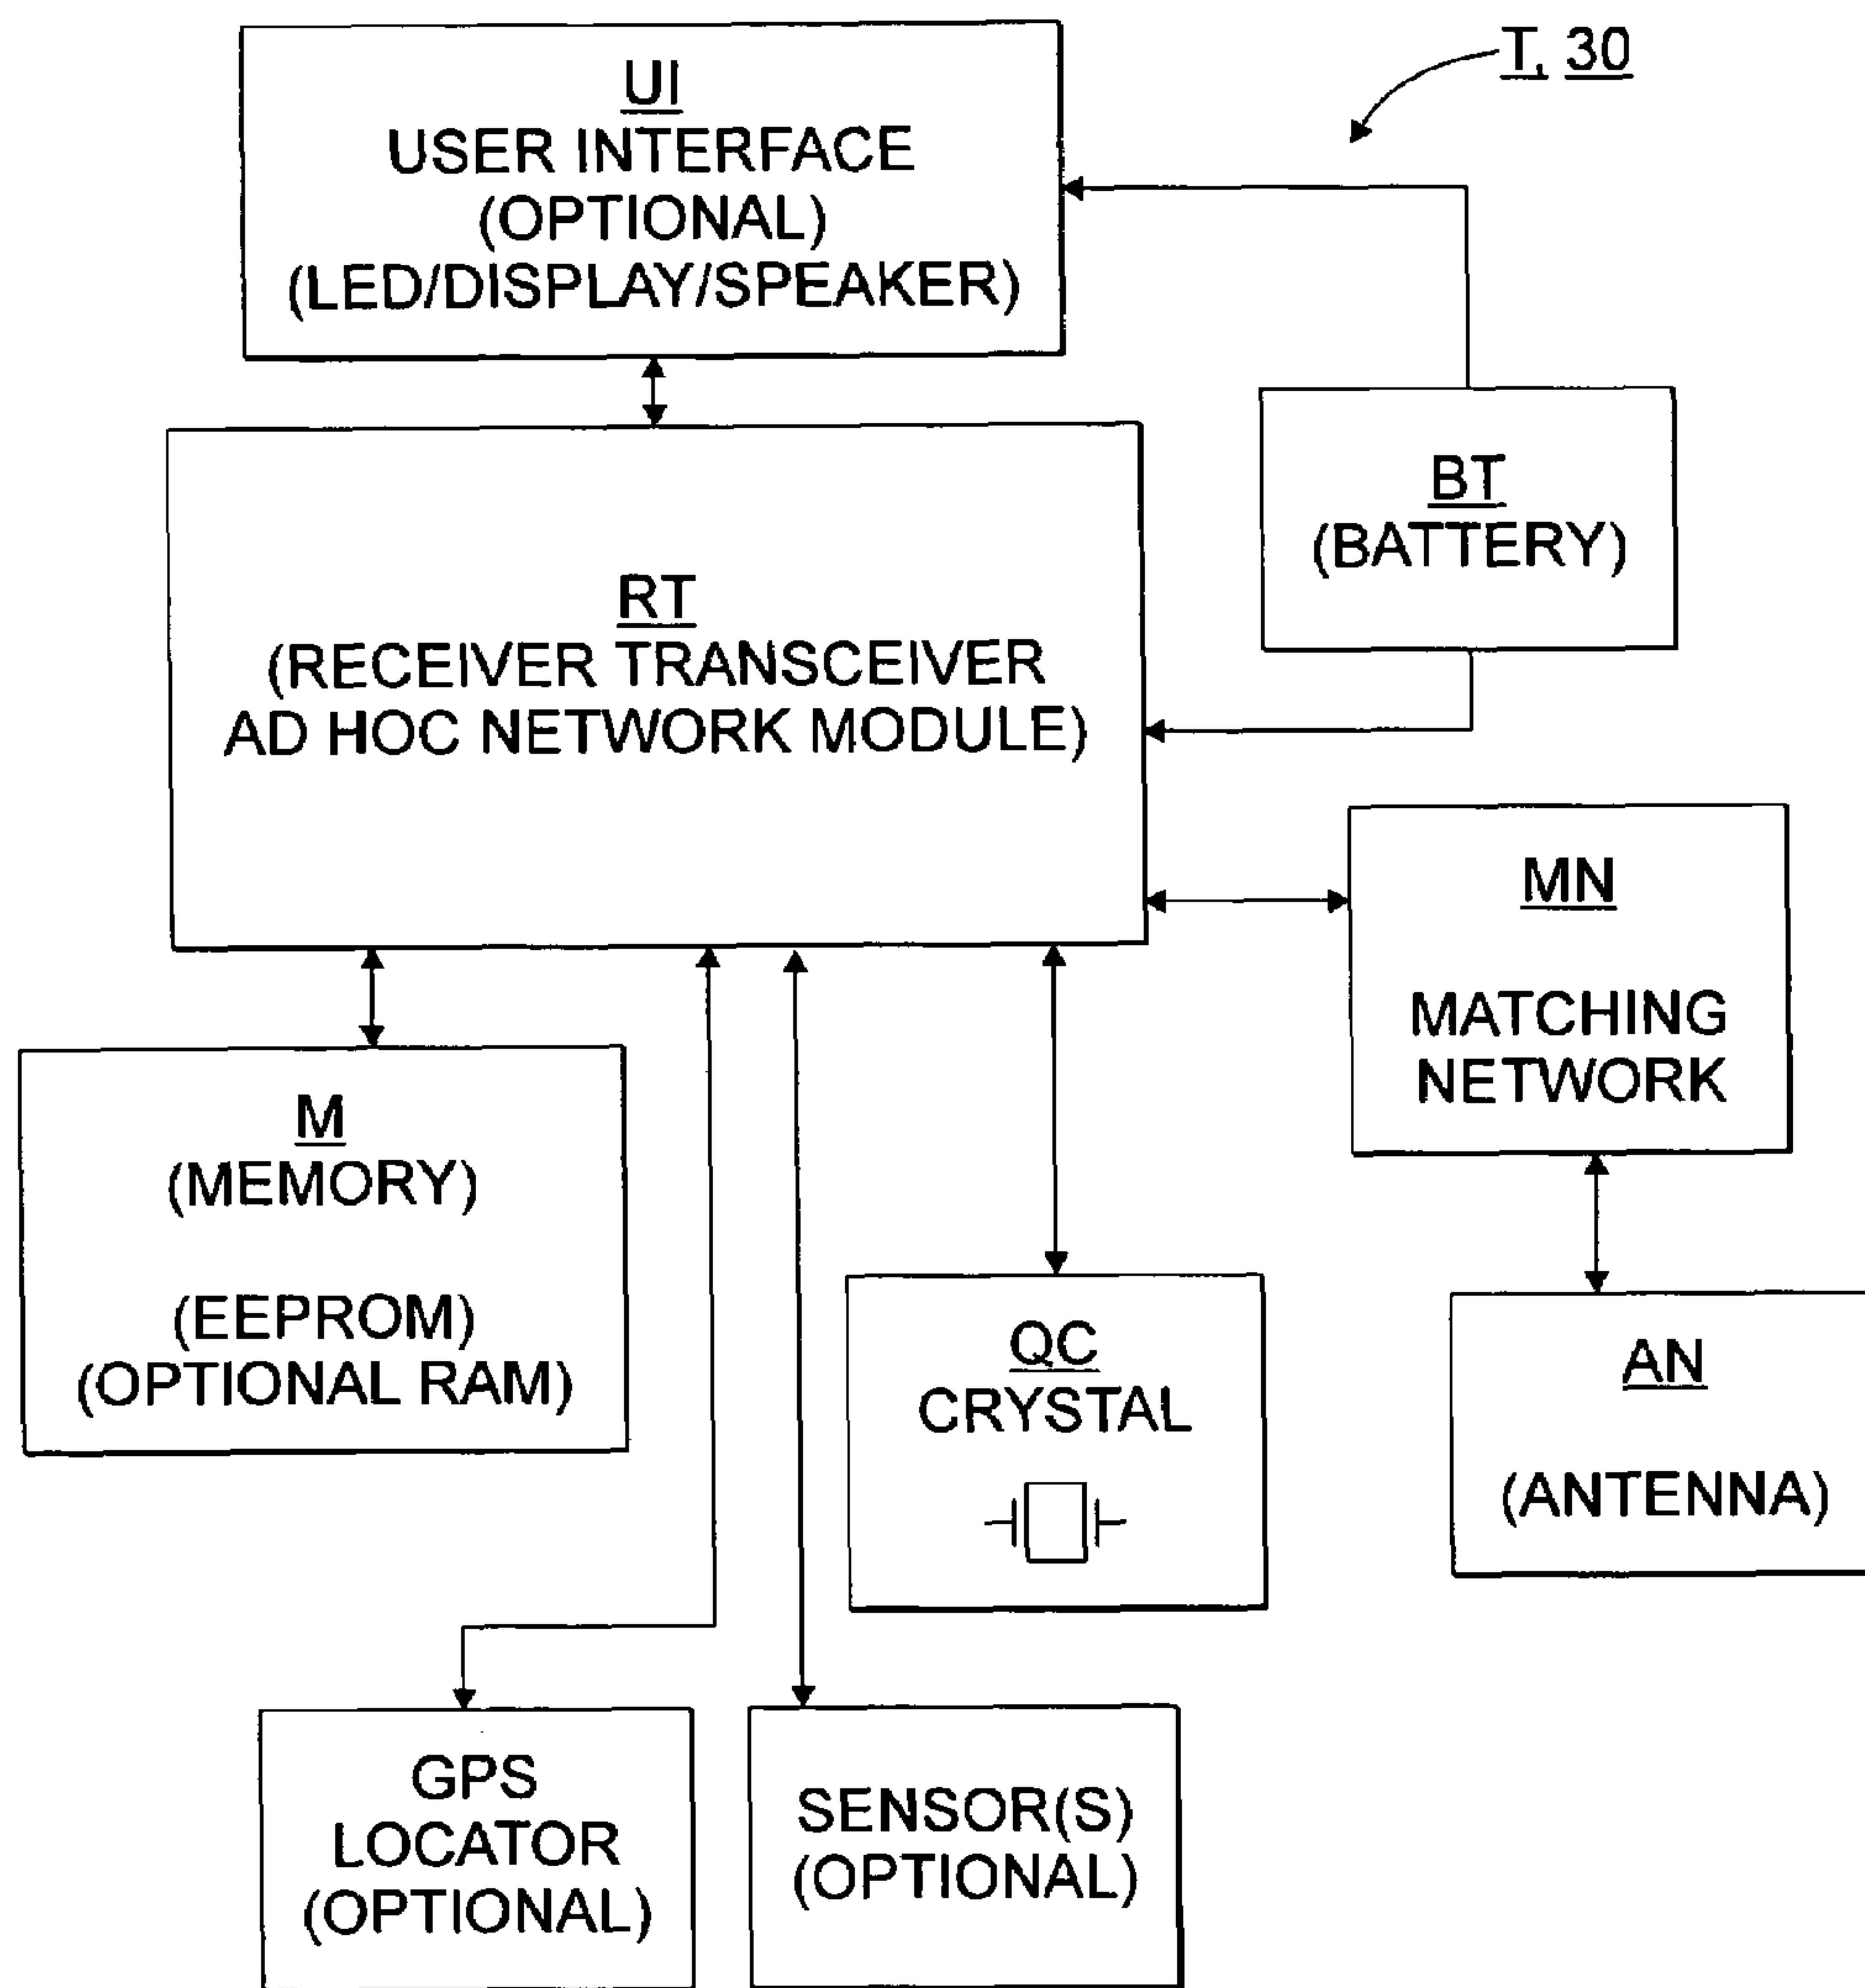 T, 30
UI
USER INTERFACE
(OPTIONAL)
(LED/DISPLAY/SPEAKER)
BT
(BATTERY)
RT
(RECEIVER TRANSCEIVER
AD HOC NETWORK MODULE)
MN
MATCHING
NETWORK
M
(MEMORY)
(EEPROM)
(OPTIONAL RAM)
QC
CRYSTAL
AN
(ANTENNA)
GPS
LOCATOR
(OPTIONAL)
SENSOR(S)
(OPTIONAL)